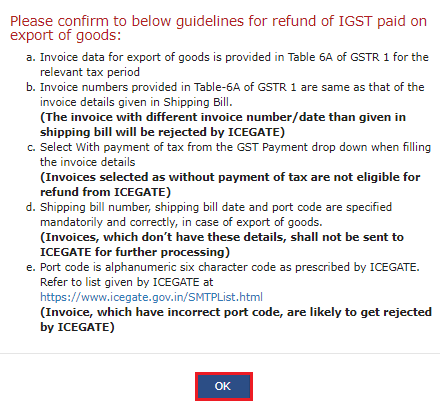 Please confirm to below guidelines for refund of IGST paid on
export of goods:
a. Invoice data for export of goods is provided in Table 6A of GSTR 1 for the
relevant tax period
b. Invoice numbers provided in Table-6A of GSTR 1 are same as that of the
invoice details given in Shipping Bill.
(The invoice with different invoice number/date than given in
shipping bill will be rejected by ICEGATE)
c. Select With payment of tax from the GST Payment drop down when filling
the invoice details
(Invoices selected as without payment of tax are not eligible for
refund from ICEGATE)
d. Shipping bill number, shipping bill date and port code are specified
mandatorily and correctly, in case of export of goods.
(Invoices, which don't have these details, shall not be sent to
ICEGATE for further processing)
e. Port code is alphanumeric six character code as prescribed by ICEGATE.
Refer to list given by ICEGATE at
https://www.icegate.gov.in/SMTPList.html
(Invoice, which have incorrect port code, are likely to get rejected
by ICEGATE)
OK